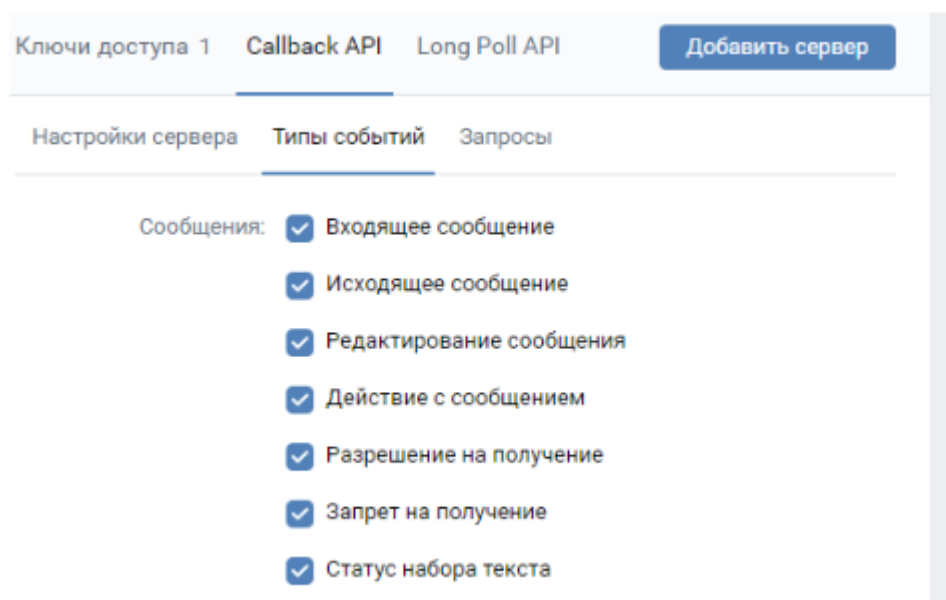 Ключи доступа 1 Callback API Long Poll API Добавить сервер
Настройки сервера Типы событий Запросы
Сообщения: Входящее сообщение
Исходящее сообщение
Редактирование сообщения
Действие с сообщением
Разрешение на получение
Запрет на получение
Статус набора текста